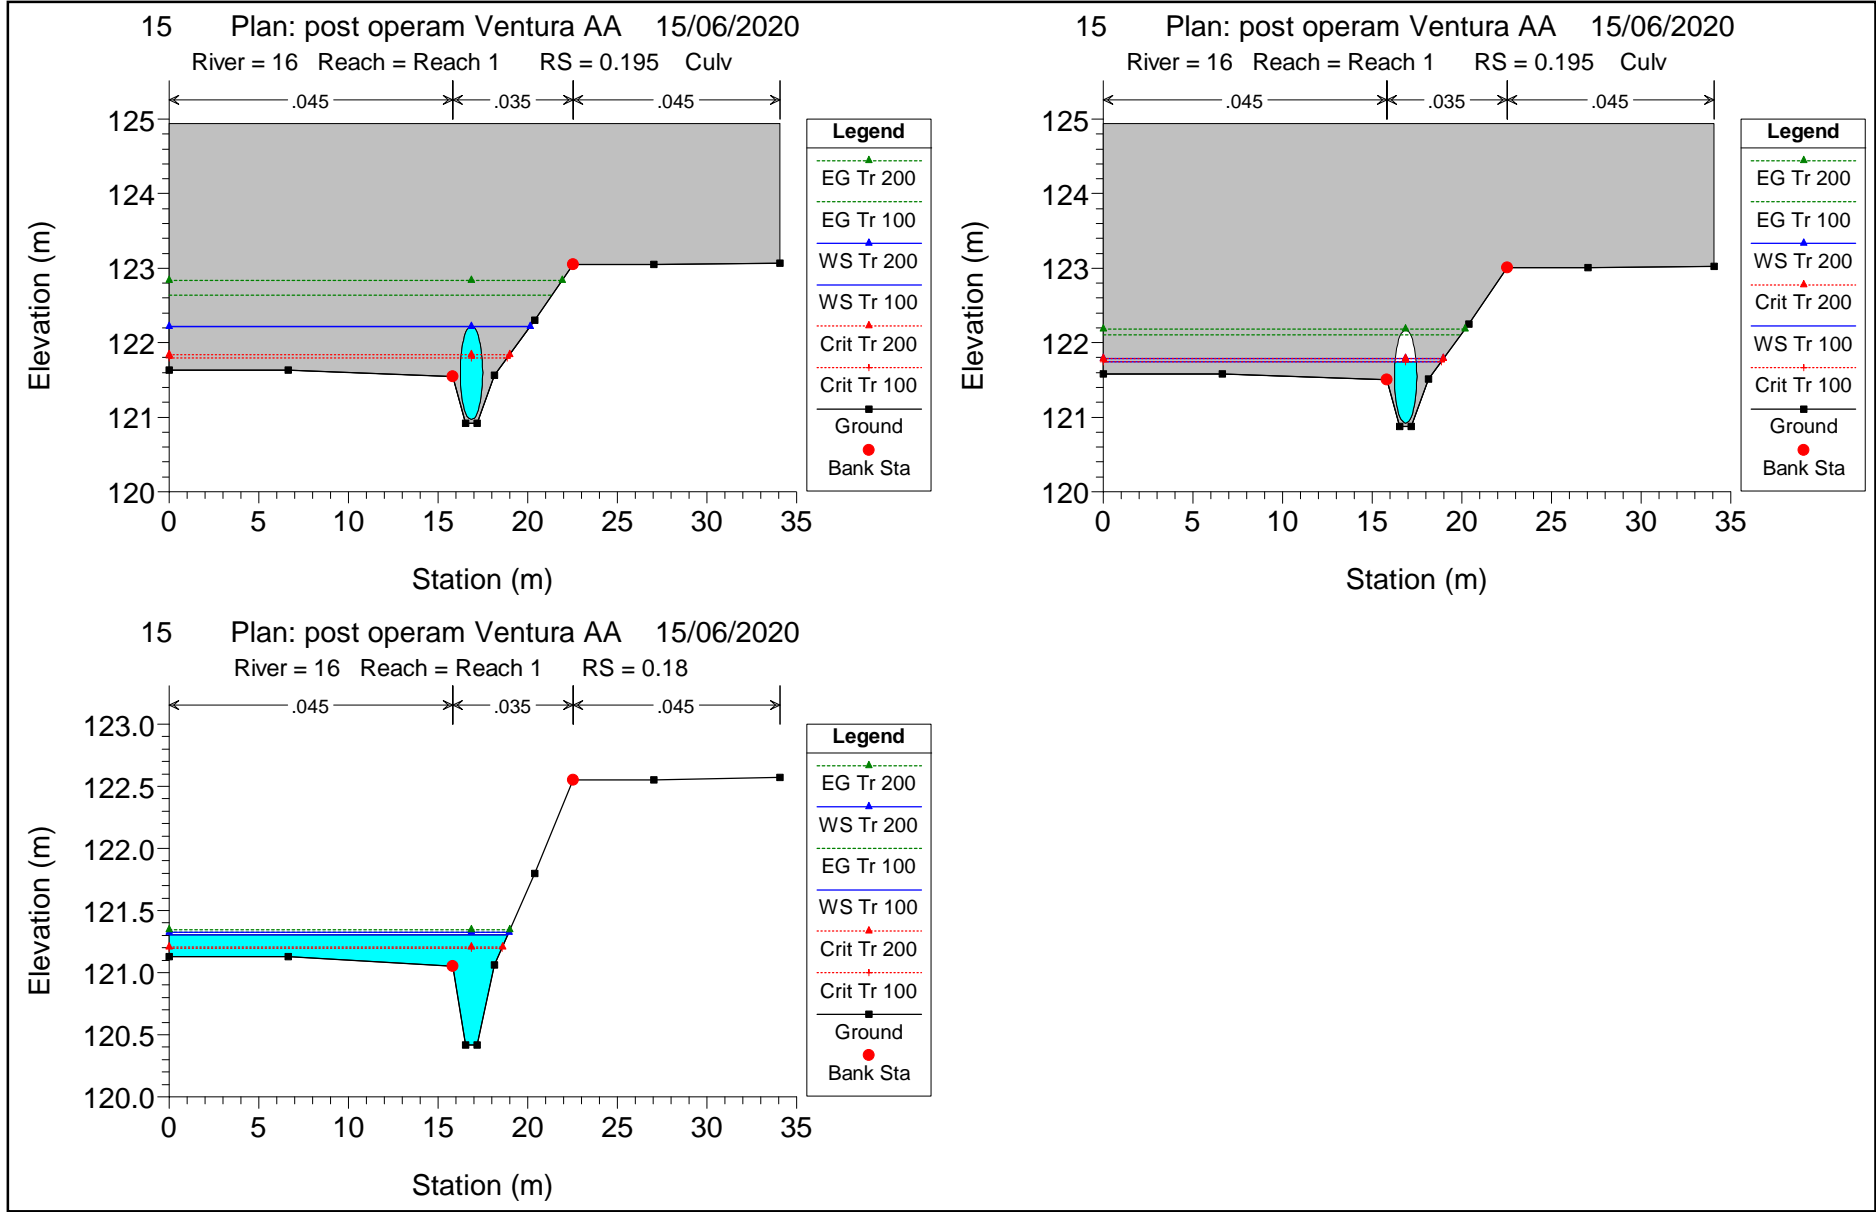 15 Plan: post operam Ventura AA 15/06/2020
River = 16 Reach = Reach 1 RS = 0.195 Culv
.045 .035 .045
125
124
123
122
121
120
0 5 10 15 20 25 30 35
Elevation (m)
Station (m)
Legend
EG Tr 200
EG Tr 100
WS Tr 200
WS Tr 100
Crit Tr 200
Crit Tr 100
Ground
Bank Sta
15 Plan: post operam Ventura AA 15/06/2020
River = 16 Reach = Reach 1 RS = 0.195 Culv
.045 .035 .045
125
124
123
122
121
120
0 5 10 15 20 25 30 35
Elevation (m)
Station (m)
Legend
EG Tr 200
EG Tr 100
WS Tr 200
Crit Tr 200
WS Tr 100
Crit Tr 100
Ground
Bank Sta
15 Plan: post operam Ventura AA 15/06/2020
River = 16 Reach = Reach 1 RS = 0.18
.045 .035 .045
123.0
122.5
122.0
121.5
121.0
120.5
120.0
0 5 10 15 20 25 30 35
Elevation (m)
Station (m)
Legend
EG Tr 200
WS Tr 200
EG Tr 100
WS Tr 100
Crit Tr 200
Crit Tr 100
Ground
Bank Sta